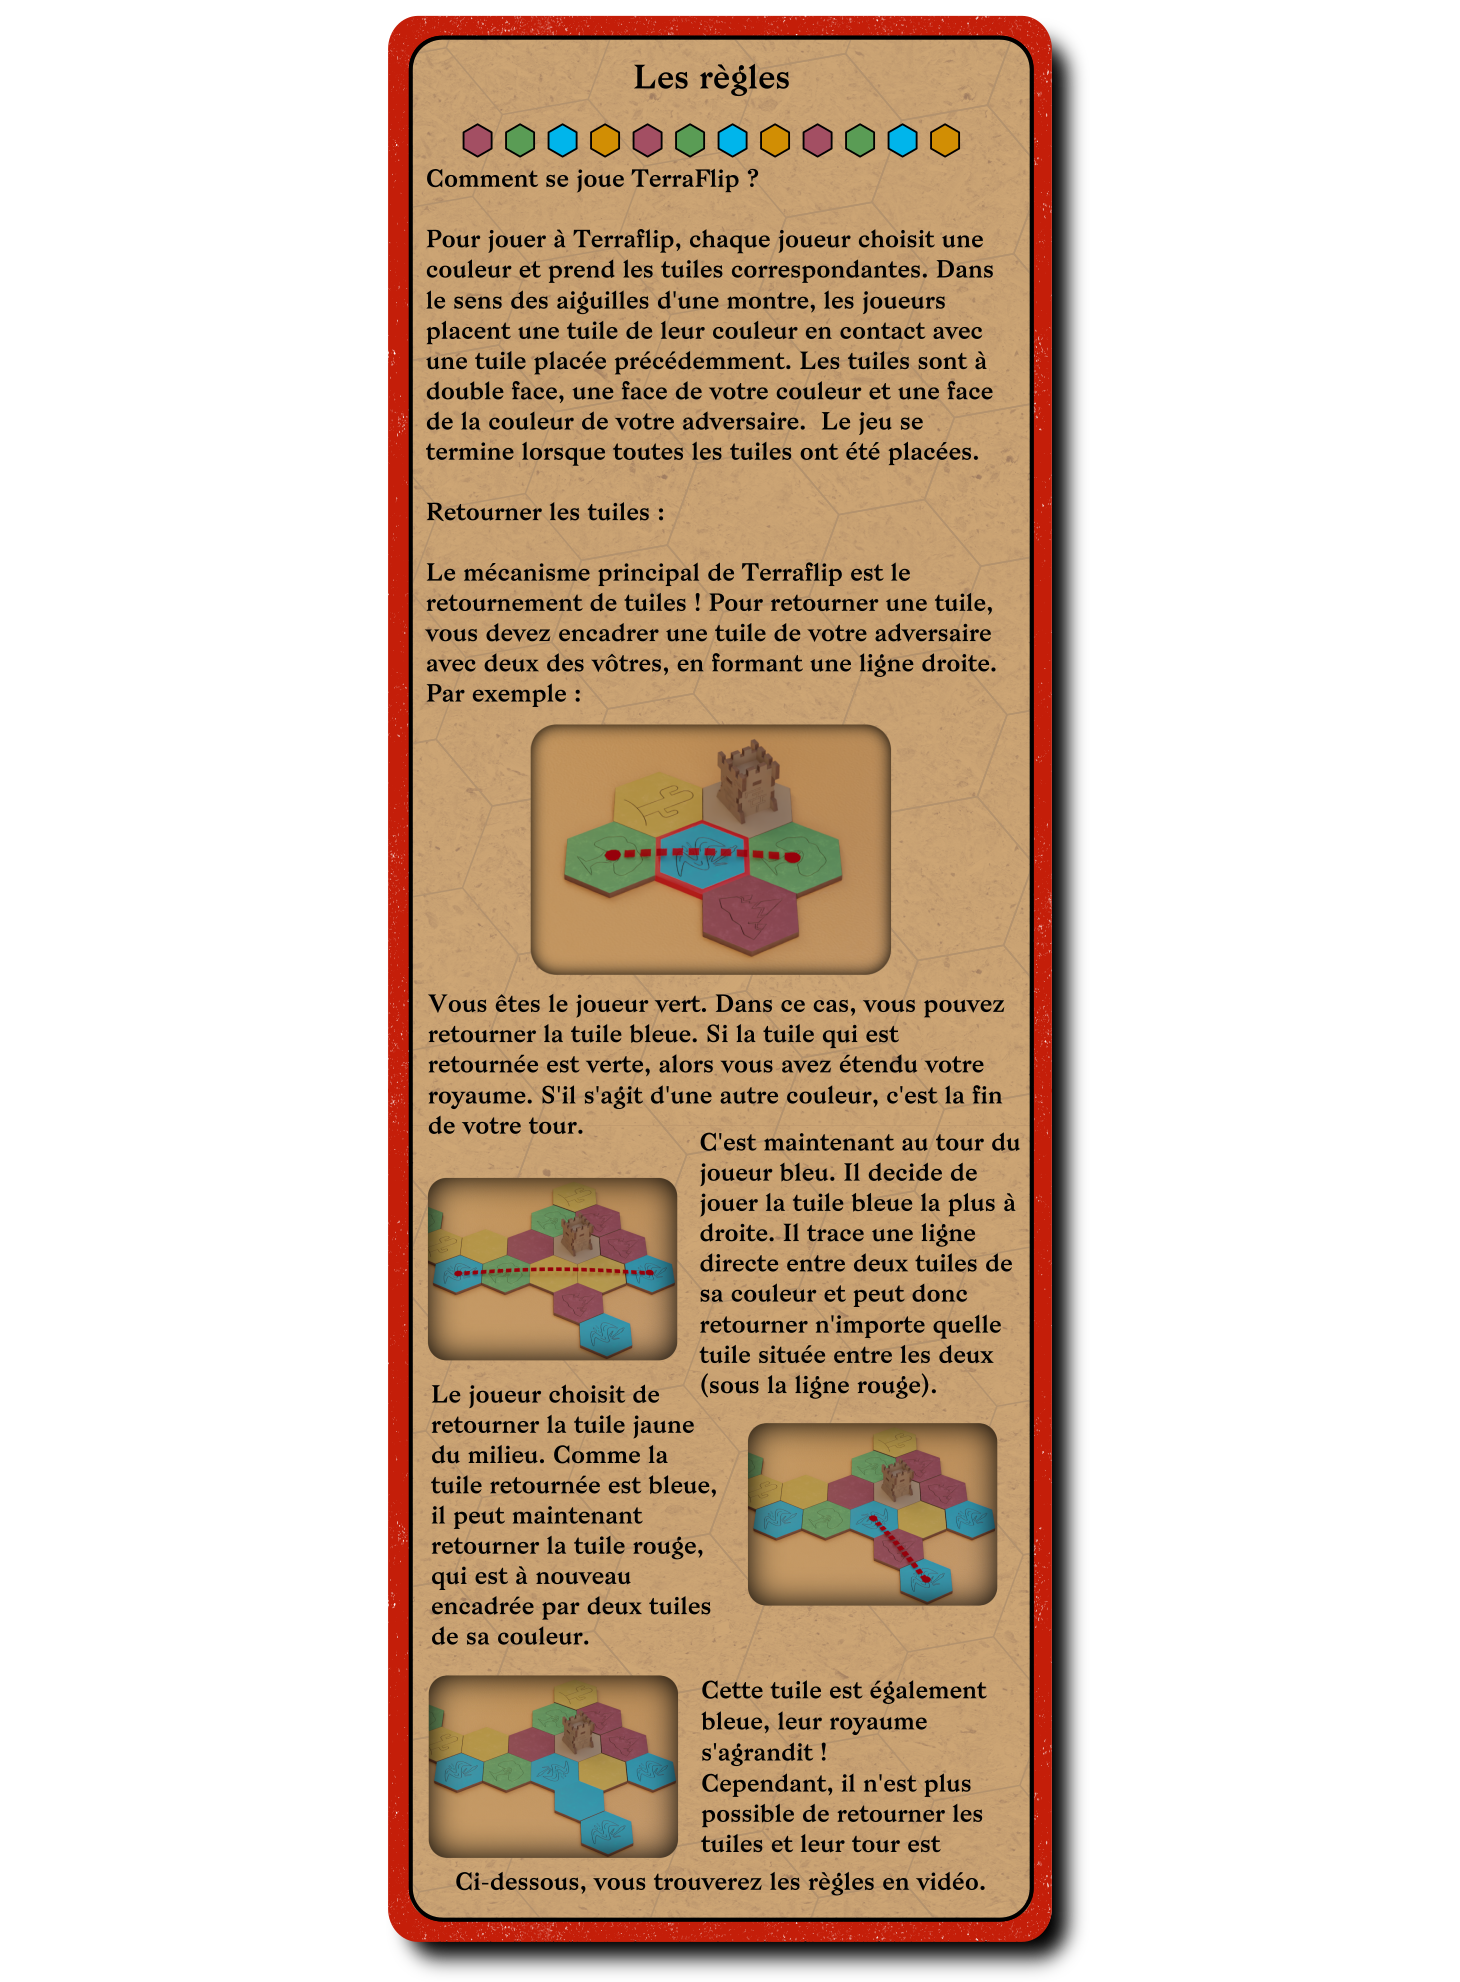 Les règles
Comment se joue TerraFlip ?
Pour jouer à Terraflip, chaque joueur choisit une
couleur et prend les tuiles correspondantes. Dans
le sens des aiguilles d'une montre, les joueurs
placent une tuile de leur couleur en contact avec
une tuile placée précédemment. Les tuiles sont à
double face, une face de votre couleur et une face
de la couleur de votre adversaire.  Le jeu se
termine lorsque toutes les tuiles ont été placées.
Retourner les tuiles :
Le mécanisme principal de Terraflip est le
retournement de tuiles ! Pour retourner une tuile,
vous devez encadrer une tuile de votre adversaire
avec deux des vôtres, en formant une ligne droite.
Par exemple :
Vous êtes le joueur vert. Dans ce cas, vous pouvez
retourner la tuile bleue. Si la tuile qui est
retournée est verte, alors vous avez étendu votre
royaume. S'il s'agit d'une autre couleur, c'est la fin
de votre tour.
C'est maintenant au tour du
joueur bleu. Il decide de
jouer la tuile bleue la plus à
droite. Il trace une ligne
directe entre deux tuiles de
sa couleur et peut donc
retourner n'importe quelle
tuile située entre les deux
(sous la ligne rouge).
Le joueur choisit de
retourner la tuile jaune
du milieu. Comme la
tuile retournée est bleue,
il peut maintenant
retourner la tuile rouge,
qui est à nouveau
encadrée par deux tuiles
de sa couleur.
Cette tuile est également
bleue, leur royaume
s'agrandit !
Cependant, il n'est plus
possible de retourner les
tuiles et leur tour est
Ci-dessous, vous trouverez les règles en vidéo.